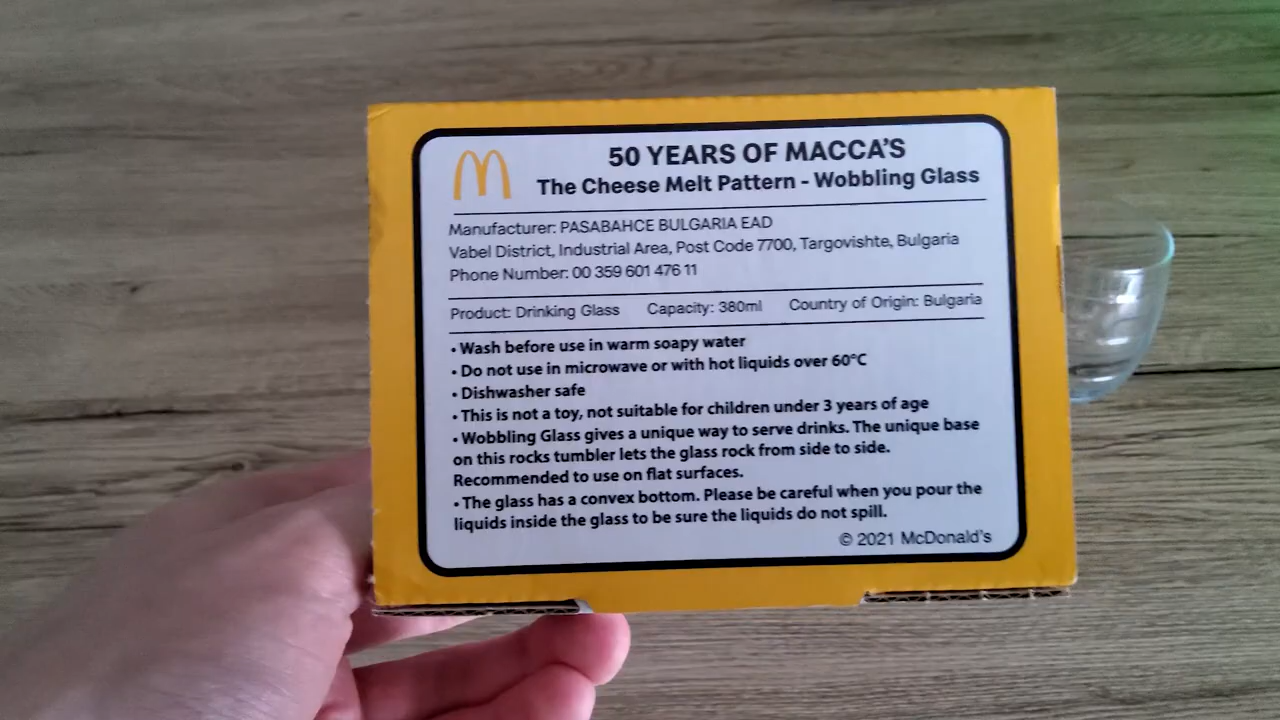 50 YEARS OF MACCA'S
The Cheese Melt Pattern - Wobbling Glass
Manufacturer: PASABAHCE BULGARIA EAD
Vabel District, Industrial Area, Post Code 7700, Targovishte, Bulgaria
Phone Number: 00 359 601 476 11
Product: Drinking Glass Capacity: 380ml Country of Origin: Bulgaria
• Wash before use in warm soapy water
• Do not use in microwave or with hot liquids over 60°C
• Dishwasher safe
• This is not a toy, not suitable for children under 3 years of age
• Wobbling Glass gives a unique way to serve drinks. The unique base
on this rocks tumbler lets the glass rock from side to side.
Recommended to use on flat surfaces.
• The glass has a convex bottom. Please be careful when you pour the
liquids inside the glass to be sure the liquids do not spill.
© 2021 McDonald's